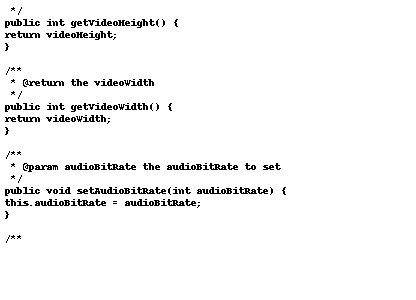 */
public int getVideoHeight() {
return videoHeight;
}
/**
* @return the videoWidth
*/
public int getVideoWidth() {
return videoWidth;
}
/**
* @param audioBitRate the audioBitRate to set
*/
public void setAudioBitRate(int audioBitRate) {
this.audioBitRate = audioBitRate;
}
/**